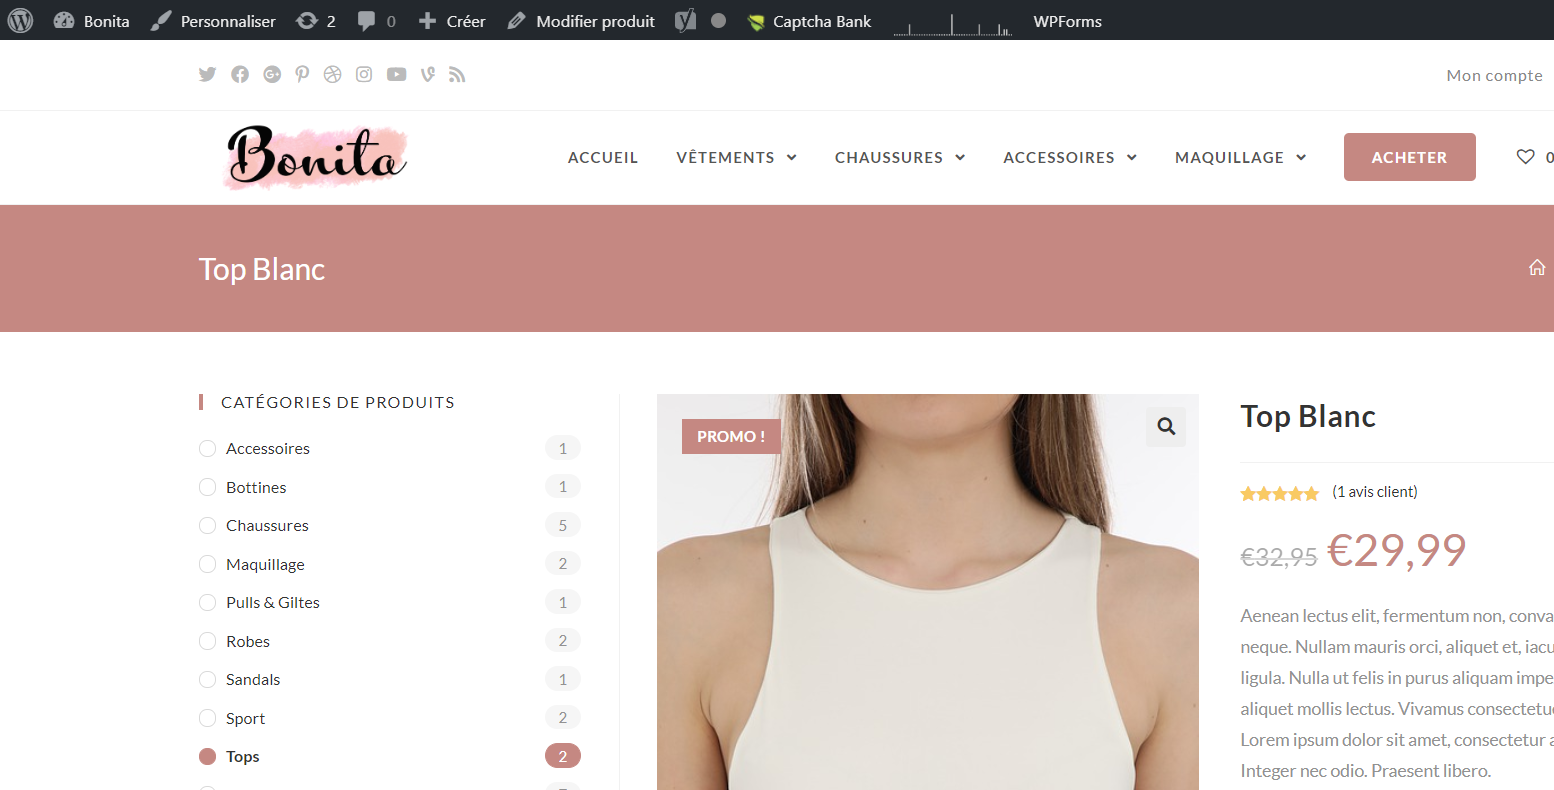 Bonita Personnaliser 2 0 Créer Modifier produit Captcha Bank WPForms
Mon compte
Bonita
ACCUEIL VÊTEMENTS CHAUSSURES ACCESSOIRES MAQUILLAGE ACHETER 0
Top Blanc
CATÉGORIES DE PRODUITS
Accessoires 1
Bottines 1
Chaussures 5
Maquillage 2
Pulls & Giltes 1
Robes 2
Sandals 1
Sport 2
Tops 2
PROMO !
Top Blanc
(1 avis client)
€32,95 €29,99
Aenean lectus elit, fermentum non, conva
neque. Nullam mauris orci, aliquet et, iacu
ligula. Nulla ut felis in purus aliquam impe
aliquet mollis lectus. Vivamus consectetu
Lorem ipsum dolor sit amet, consectetur a
Integer nec odio. Praesent libero.